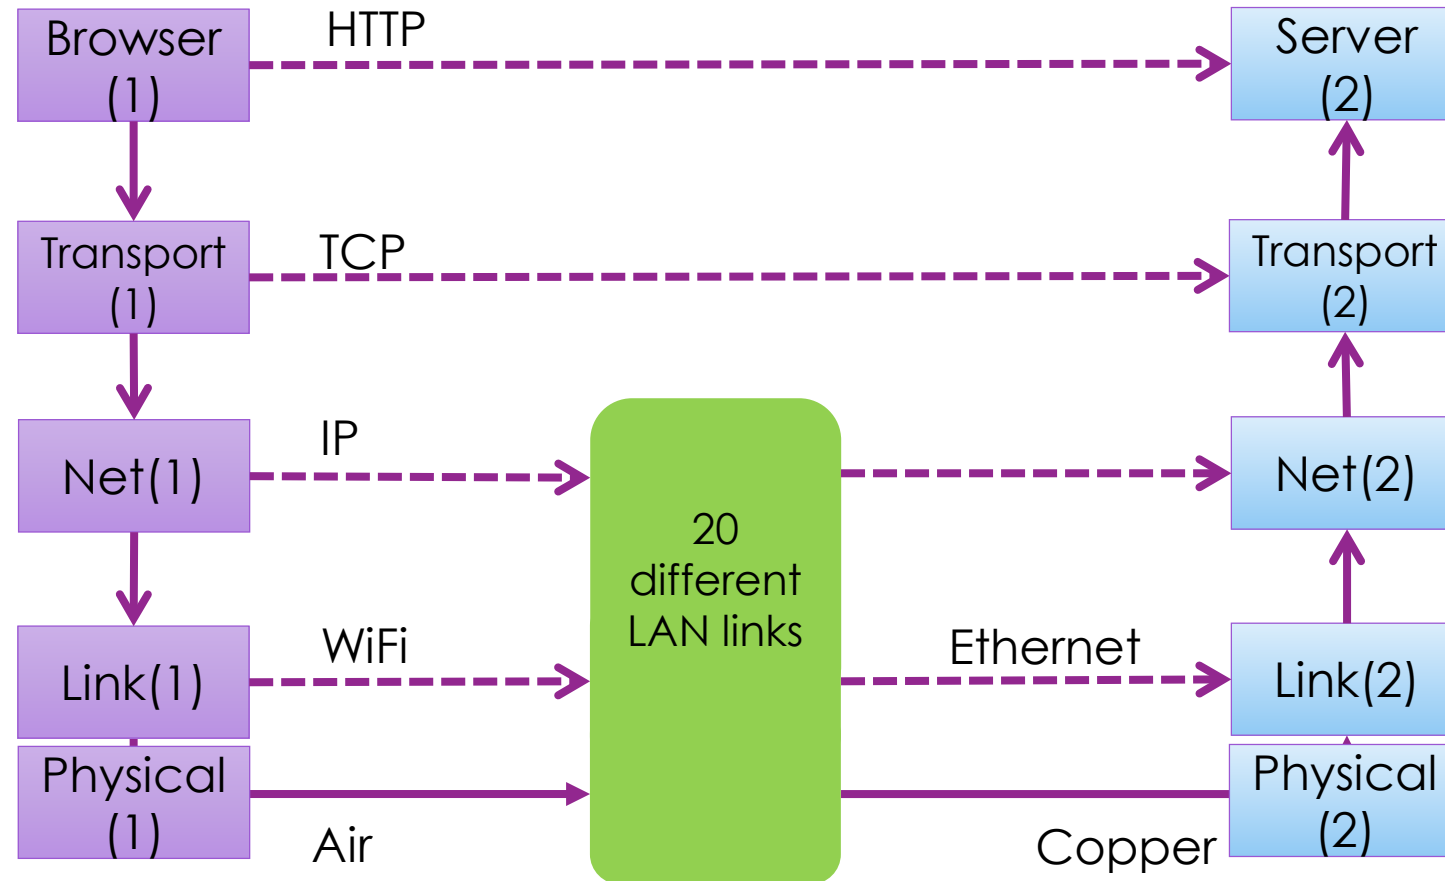 Browser
(1)
HTTP
Server
(2)
Transport
(1)
TCP
Transport
(2)
Net(1)
IP
Net(2)
20
different
LAN links
Link(1)
WiFi
Ethernet
Link(2)
Physical
(1)
Air
Copper
Physical
(2)